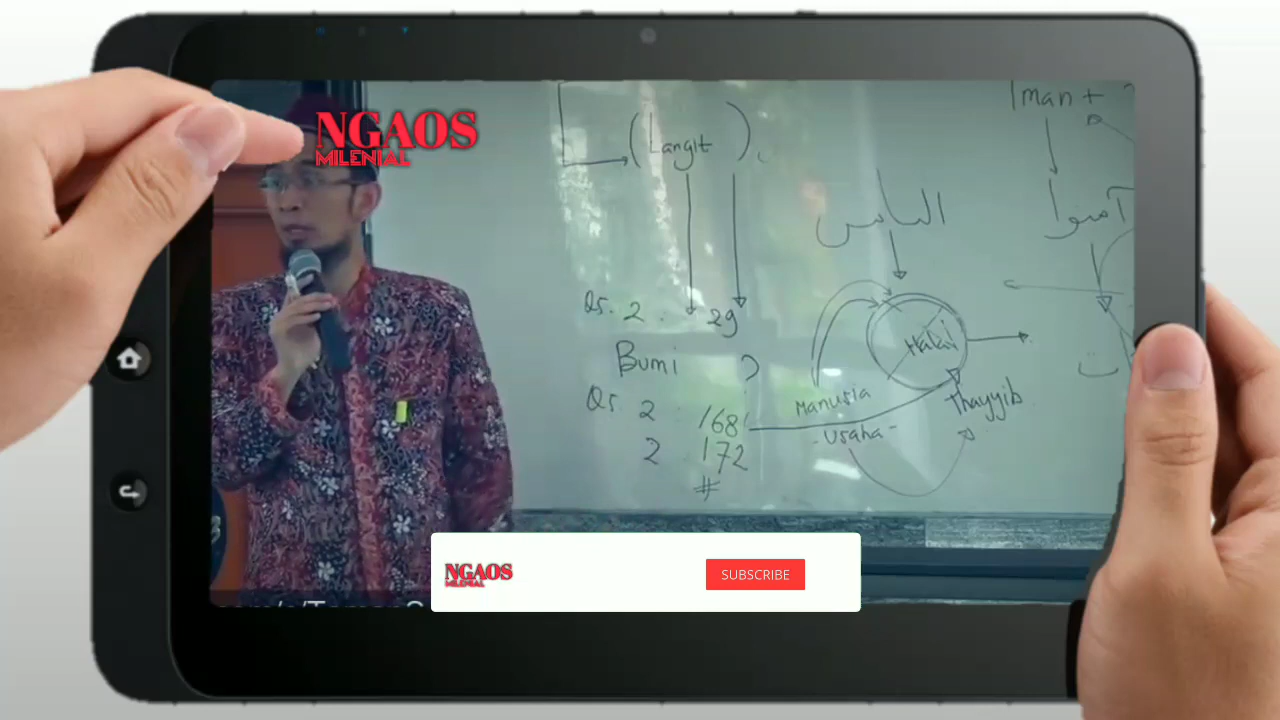 NGAOS
MILENIAL
(Langit)
Iman +
الناس
آمنوا
Qs. 2 : 29
Bumi
Halal
Qs. 2 : 168
2 172
#
Manusia
- Usaha -
Thayyib
ت
NGAOS
MILENIAL
SUBSCRIBE